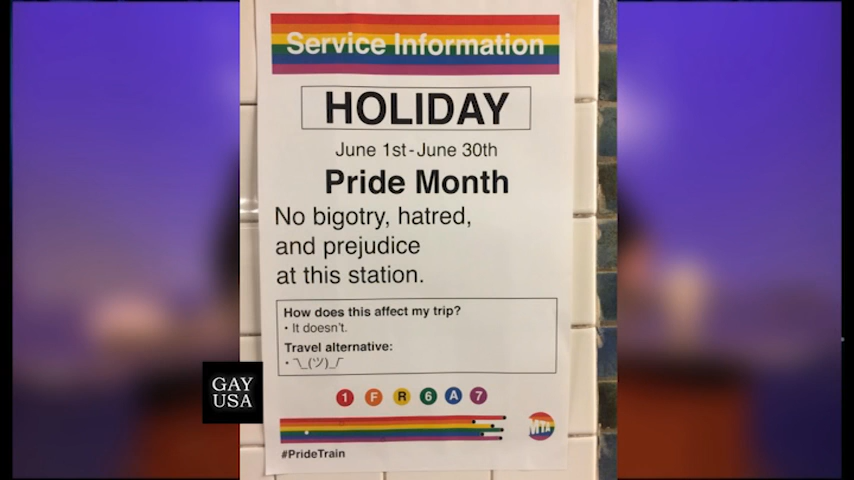 Service Information
HOLIDAY
June 1st-June 30th
Pride Month
No bigotry, hatred,
and prejudice
at this station.
How does this affect my trip?
• It doesn't.
Travel alternative:
• ¯\_(ツ)_/¯
1 F R 6 A 7
MTA
#PrideTrain
GAY
USA